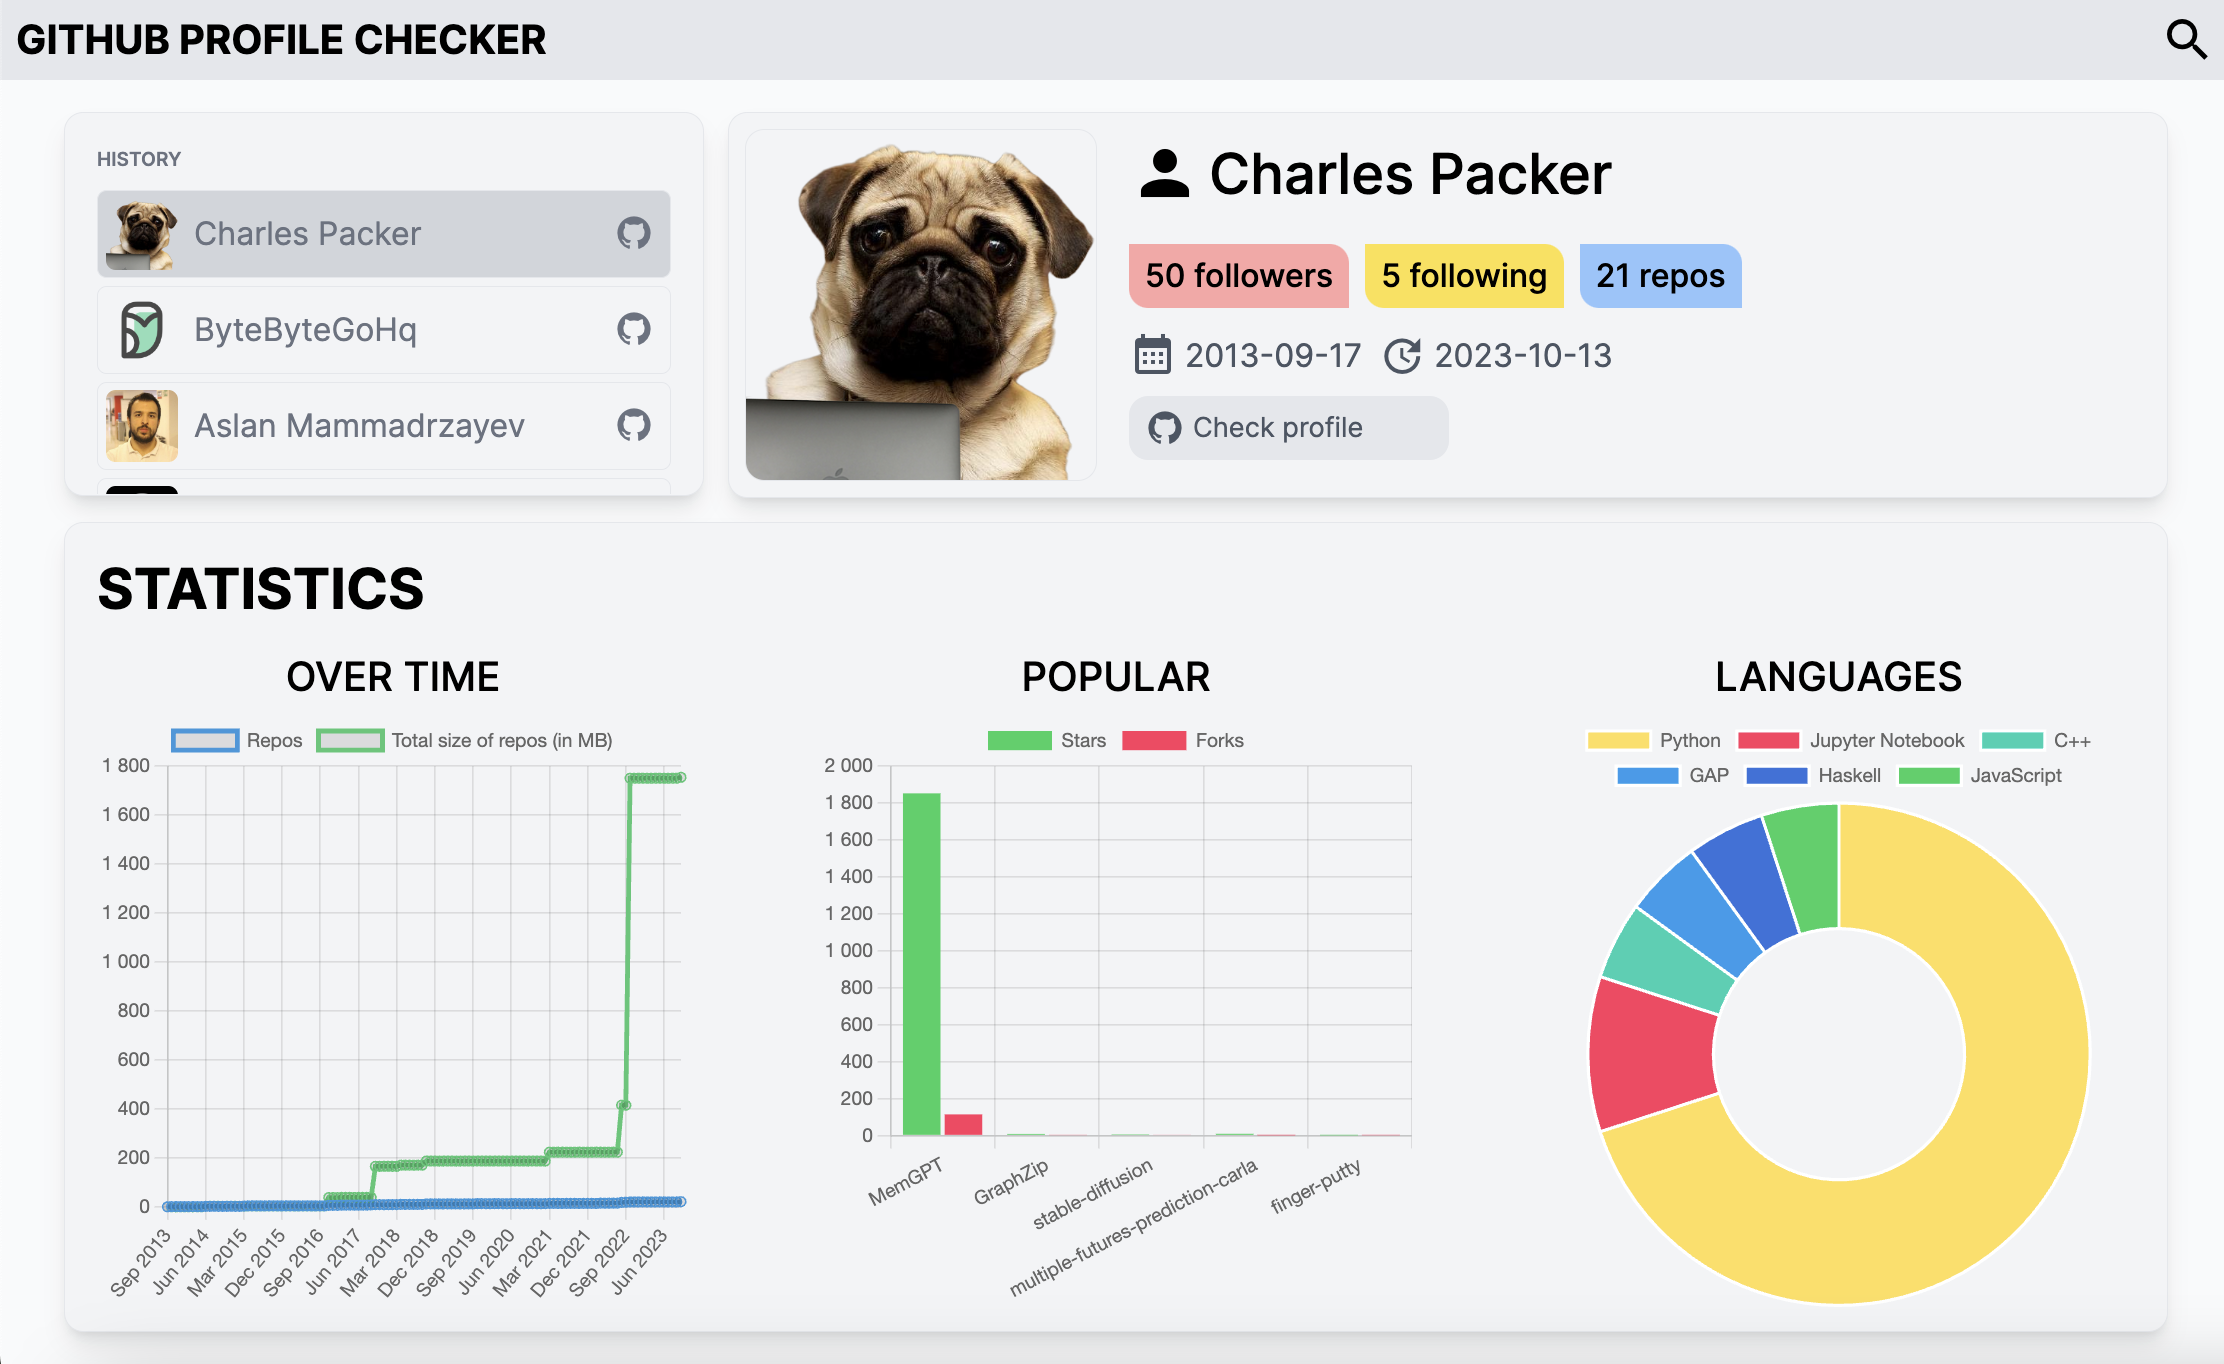 GITHUB PROFILE CHECKER
HISTORY
Charles Packer
ByteByteGoHq
Aslan Mammadrzayev
Charles Packer
50 followers 5 following 21 repos
2013-09-17 2023-10-13
Check profile
STATISTICS
OVER TIME
Repos Total size of repos (in MB)
1 800
1 600
1 400
1 200
1 000
800
600
400
200
0
Sep 2013 Jun 2014 Mar 2015 Dec 2015 Sep 2016 Jun 2017 Mar 2018 Dec 2018 Sep 2019 Jun 2020 Mar 2021 Dec 2021 Sep 2022 Jun 2023
POPULAR
Stars Forks
2 000
1 800
1 600
1 400
1 200
1 000
800
600
400
200
0
MemGPT GraphZip stable-diffusion multiple-futures-prediction-carla finger-putty
LANGUAGES
Python Jupyter Notebook C++
GAP Haskell JavaScript